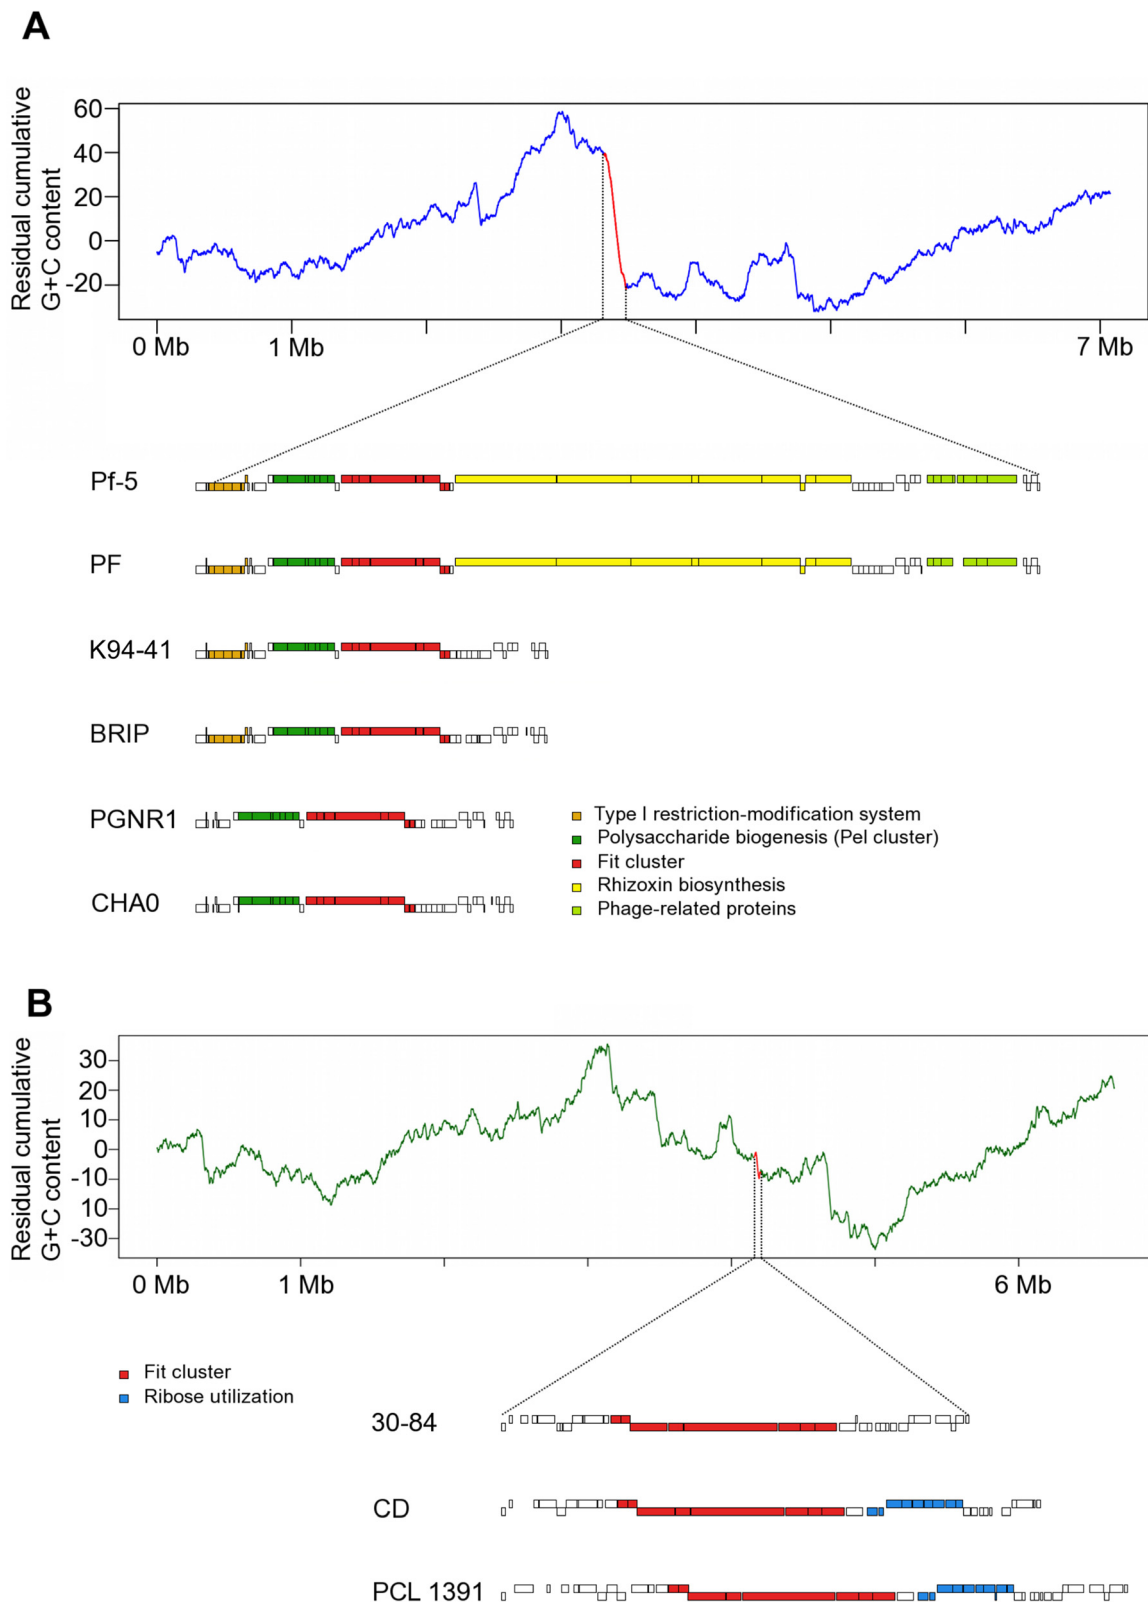 A
Residual cumulative
G+C content
60
40
20
0
-20
0 Mb
1 Mb
7 Mb
Pf-5
PF
K94-41
BRIP
PGNR1
CHA0
Type I restriction-modification system
Polysaccharide biogenesis (Pel cluster)
Fit cluster
Rhizoxin biosynthesis
Phage-related proteins
B
Residual cumulative
G+C content
30
20
10
0
-10
10
-30
0 Mb
1 Mb
6 Mb
Fit cluster
Ribose utilization
30-84
CD
PCL 1391